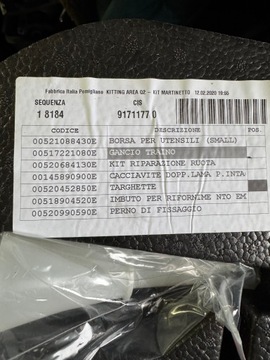 Fabbrica Italia Pomigliano KITTING AREA G2 - KIT MARTINETTO 12.02.2020 18:55
SEQUENZA CIS
1 8184 9171177 0
CODICE DESCRIZIONE
00521088430E BORSA PER UTENSILI (SMALL)
00517221080E GANCIO TRAINO
00520684130E KIT RIPARAZIONE RUOTA
00145890900E CACCIAVITE DOPP.LAMA P.INTA
00520452850E TARGHETTE
00518904520E IMBUTO PER RIFORNIME NTO EM
00520990590E PERNO DI FISSAGGIO